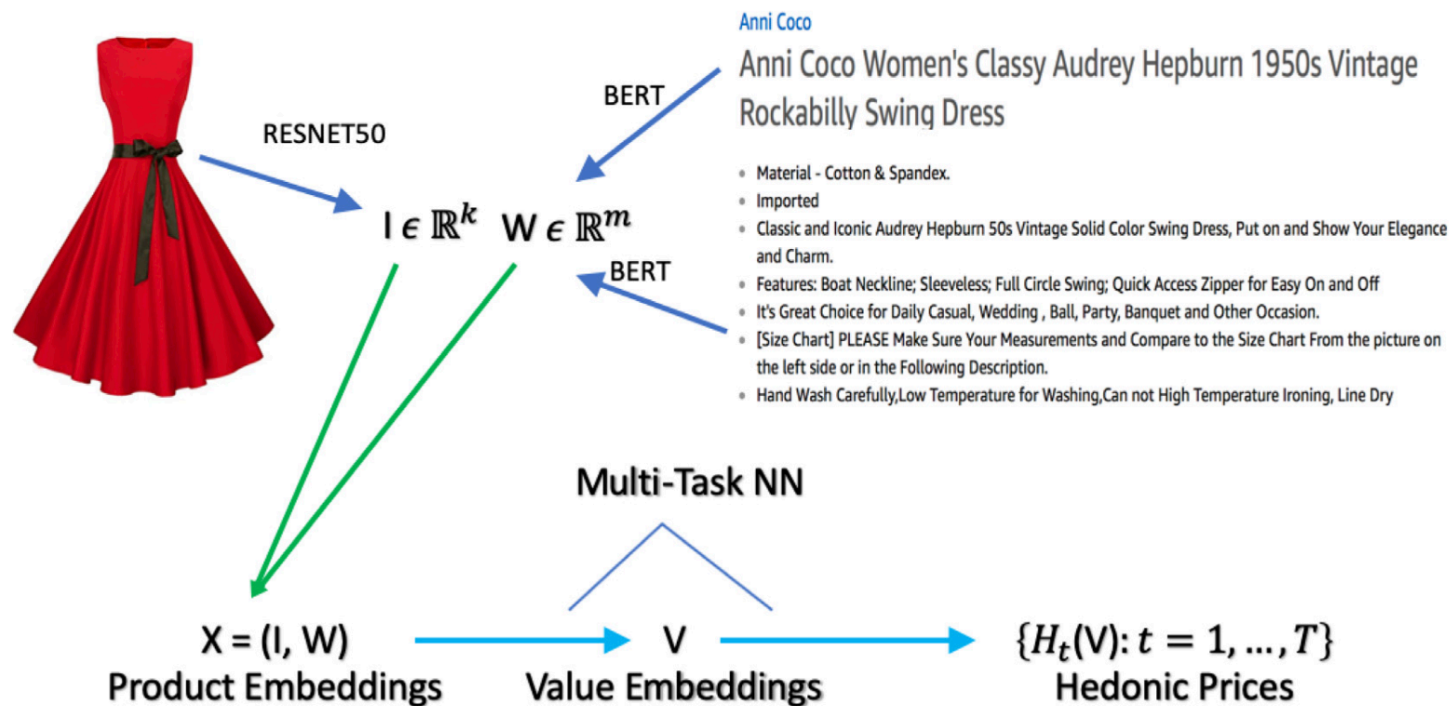 Anni Coco
Anni Coco Women's Classy Audrey Hepburn 1950s Vintage
Rockabilly Swing Dress
BERT
RESNET50
Material - Cotton & Spandex.
Imported
Classic and Iconic Audrey Hepburn 50s Vintage Solid Color Swing Dress, Put on and Show Your Elegance
and Charm.
Features: Boat Neckline; Sleeveless; Full Circle Swing; Quick Access Zipper for Easy On and Off
It's Great Choice for Daily Casual, Wedding , Ball, Party, Banquet and Other Occasion.
[Size Chart] PLEASE Make Sure Your Measurements and Compare to the Size Chart From the picture on
the left side or in the Following Description.
Hand Wash Carefully,Low Temperature for Washing,Can not High Temperature Ironing, Line Dry
I ϵ ℝ^k W ϵ ℝ^m
BERT
Multi-Task NN
X = (I, W)
Product Embeddings
V
Value Embeddings
{H_t(V): t = 1, ..., T}
Hedonic Prices